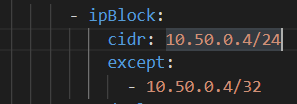 - ipBlock:
cidr: 10.50.0.4/24
except:
- 10.50.0.4/32